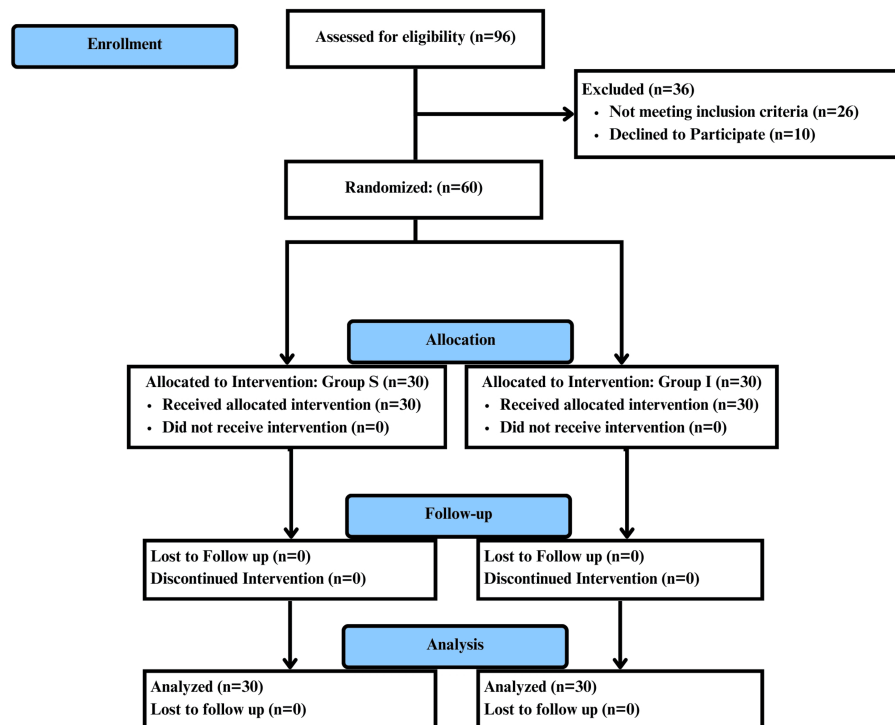 Enrollment
Assessed for eligibility (n=96)
Excluded (n=36)
• Not meeting inclusion criteria (n=26)
• Declined to Participate (n=10)
Randomized: (n=60)
Allocation
Allocated to Intervention: Group S (n=30)
• Received allocated intervention (n=30)
• Did not receive intervention (n=0)
Allocated to Intervention: Group I (n=30)
• Received allocated intervention (n=30)
• Did not receive intervention (n=0)
Follow-up
Lost to Follow up (n=0)
Discontinued Intervention (n=0)
Lost to Follow up (n=0)
Discontinued Intervention (n=0)
Analysis
Analyzed (n=30)
Lost to follow up (n=0)
Analyzed (n=30)
Lost to follow up (n=0)